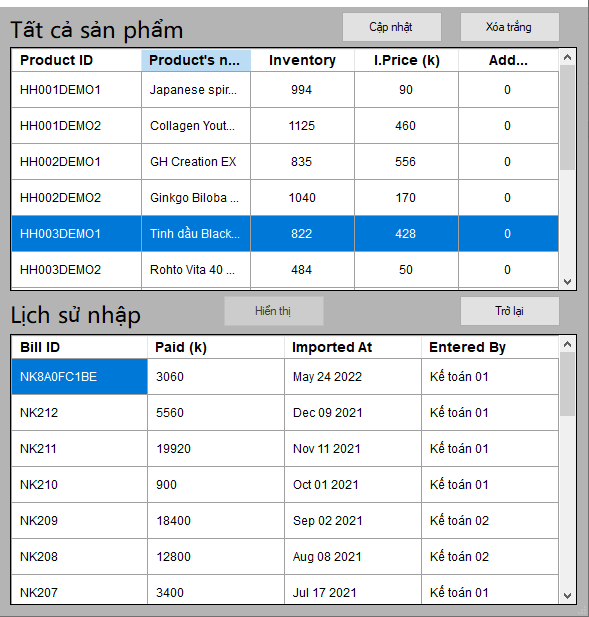 Tất cả sản phẩm Cập nhật Xóa trắng
Product ID Product's n... Inventory I.Price (k) Add...
HH001DEMO1 Japanese spir... 994 90 0
HH001DEMO2 Collagen Yout... 1125 460 0
HH002DEMO1 GH Creation EX 835 556 0
HH002DEMO2 Ginkgo Biloba ... 1040 170 0
HH003DEMO1 Tinh dầu Black... 822 428 0
HH003DEMO2 Rohto Vita 40 ... 484 50 0
Lịch sử nhập Hiển thị Trở lại
Bill ID Paid (k) Imported At Entered By
NK8A0FC1BE 3060 May 24 2022 Kế toán 01
NK212 5560 Dec 09 2021 Kế toán 01
NK211 19920 Nov 11 2021 Kế toán 01
NK210 900 Oct 01 2021 Kế toán 01
NK209 18400 Sep 02 2021 Kế toán 02
NK208 12800 Aug 08 2021 Kế toán 02
NK207 3400 Jul 17 2021 Kế toán 01